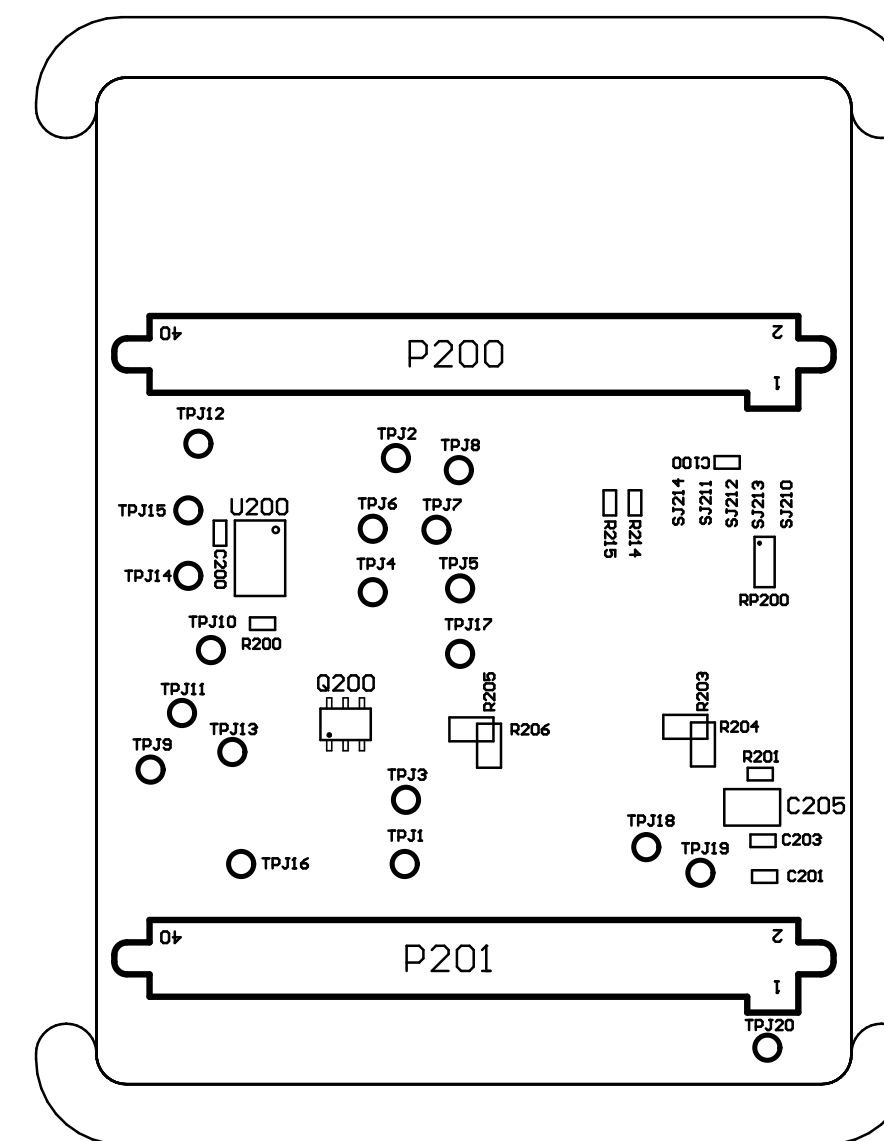 40
2
P200
1
TPJ12
TPJ2
TPJ8
C100
TPJ15
U200
TPJ6
TPJ7
SJ214
SJ211
SJ212
SJ213
SJ210
R215
R214
TPJ14
C200
TPJ4
TPJ5
RP200
TPJ10
R200
TPJ17
TPJ11
Q200
R205
R203
TPJ13
R206
R204
TPJ9
TPJ3
R201
C205
TPJ18
TPJ16
TPJ1
TPJ19
C203
C201
40
2
P201
1
TPJ20